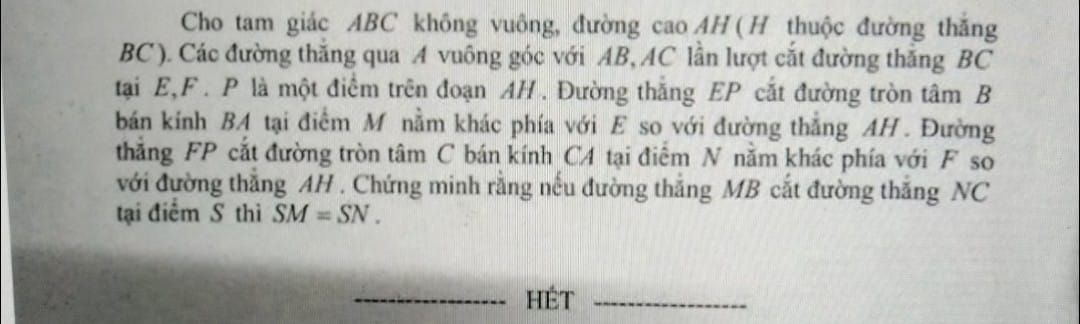 Cho tam giác ABC không vuông, đường cao AH ( H thuộc đường thẳng
BC ). Các đường thẳng qua A vuông góc với AB, AC lần lượt cắt đường thẳng BC
tại E, F . P là một điểm trên đoạn AH . Đường thẳng EP cắt đường tròn tâm B
bán kính BA tại điểm M nằm khác phía với E so với đường thẳng AH . Đường
thẳng FP cắt đường tròn tâm C bán kính CA tại điểm N nằm khác phía với F so
với đường thẳng AH . Chứng minh rằng nếu đường thẳng MB cắt đường thẳng NC
tại điểm S thì SM = SN .
---------------- HẾT ----------------